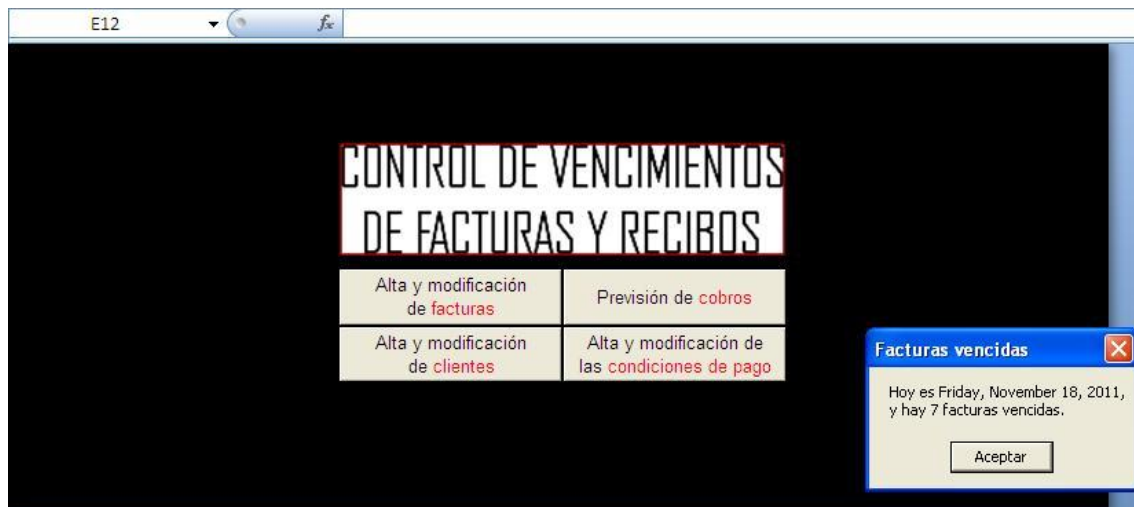 E12
fx
CONTROL DE VENCIMIENTOS
DE FACTURAS Y RECIBOS
Alta y modificación
de facturas
Previsión de cobros
Alta y modificación
de clientes
Alta y modificación de
las condiciones de pago
Facturas vencidas
Hoy es Friday, November 18, 2011,
y hay 7 facturas vencidas.
Aceptar